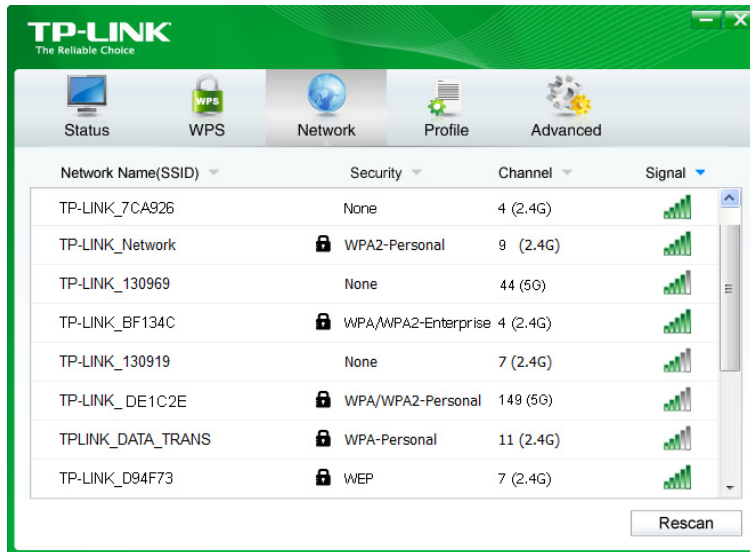 TP-LINK
The Reliable Choice
WPS
Status WPS Network Profile Advanced
Network Name(SSID) Security Channel Signal
TP-LINK_7CA926 None 4 (2.4G)
TP-LINK_Network WPA2-Personal 9 (2.4G)
TP-LINK_130969 None 44 (5G)
TP-LINK_BF134C WPA/WPA2-Enterprise 4 (2.4G)
TP-LINK_130919 None 7 (2.4G)
TP-LINK_DE1C2E WPA/WPA2-Personal 149 (5G)
TPLINK_DATA_TRANS WPA-Personal 11 (2.4G)
TP-LINK_D94F73 WEP 7 (2.4G)
Rescan